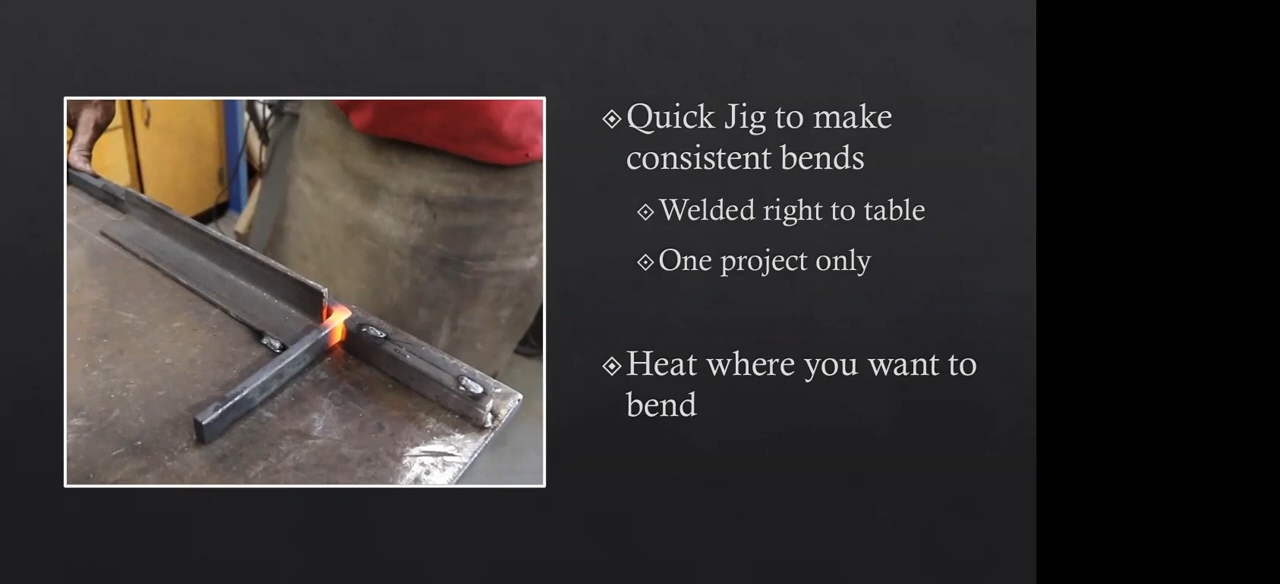 Quick Jig to make
consistent bends
Welded right to table
One project only
Heat where you want to
bend